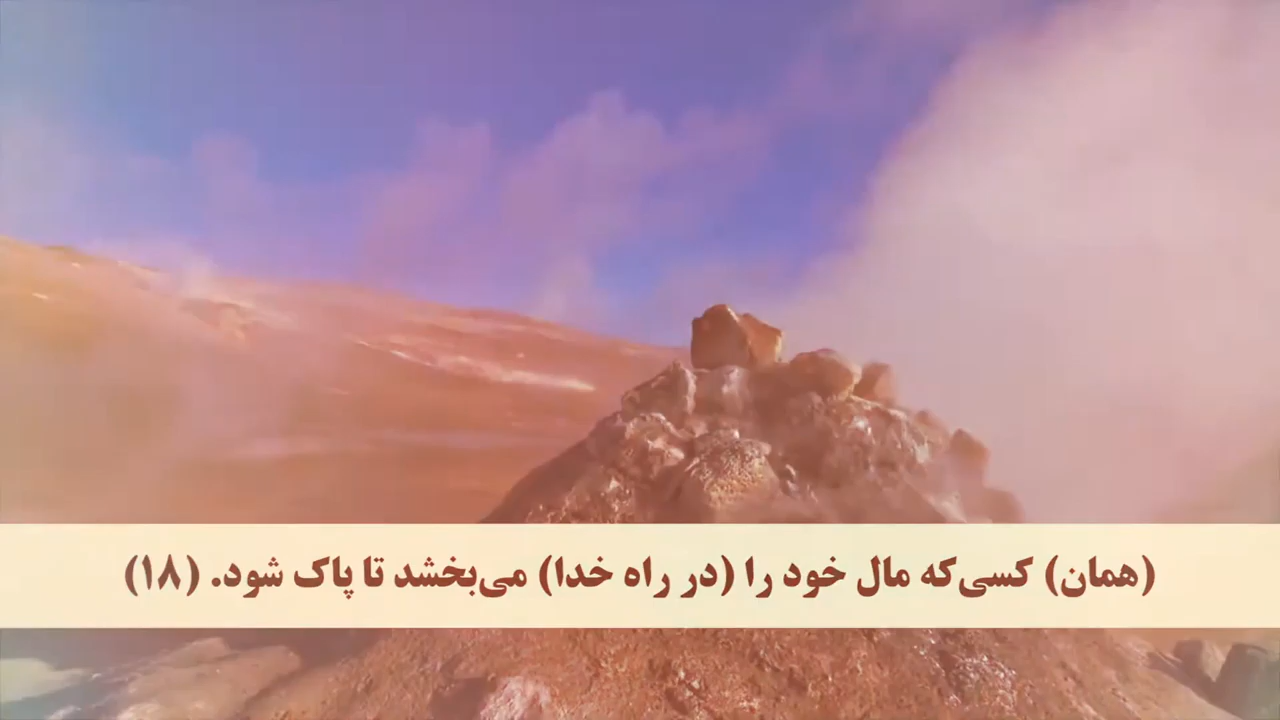 (همان) کسی‌که مال خود را (در راه خدا) می‌بخشد تا پاک شود. (۱۸)